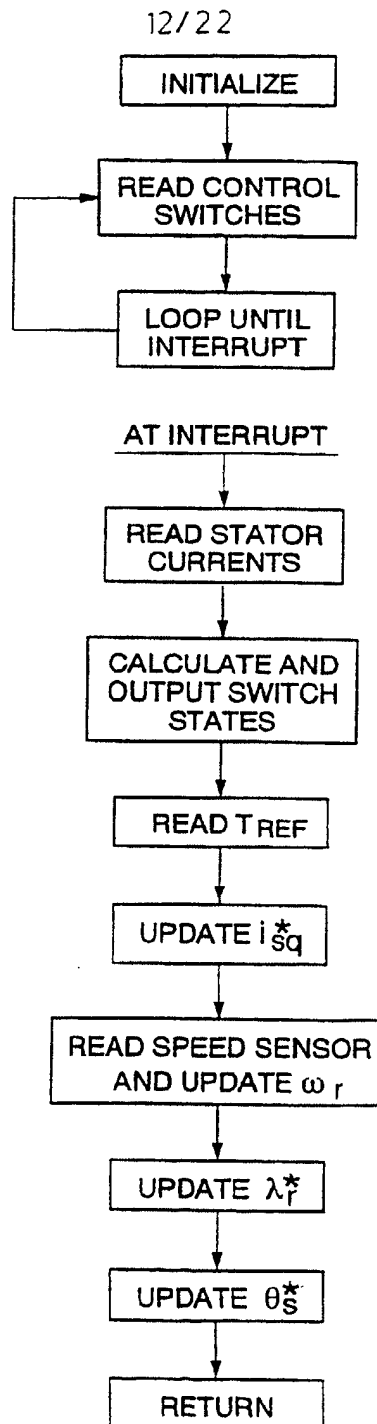 12/22
INITIALIZE
READ CONTROL
SWITCHES
LOOP UNTIL
INTERRUPT
AT INTERRUPT
READ STATOR
CURRENTS
CALCULATE AND
OUTPUT SWITCH
STATES
READ TREF
UPDATE i*sq
READ SPEED SENSOR
AND UPDATE ωr
UPDATE λ*r
UPDATE θ*s
RETURN